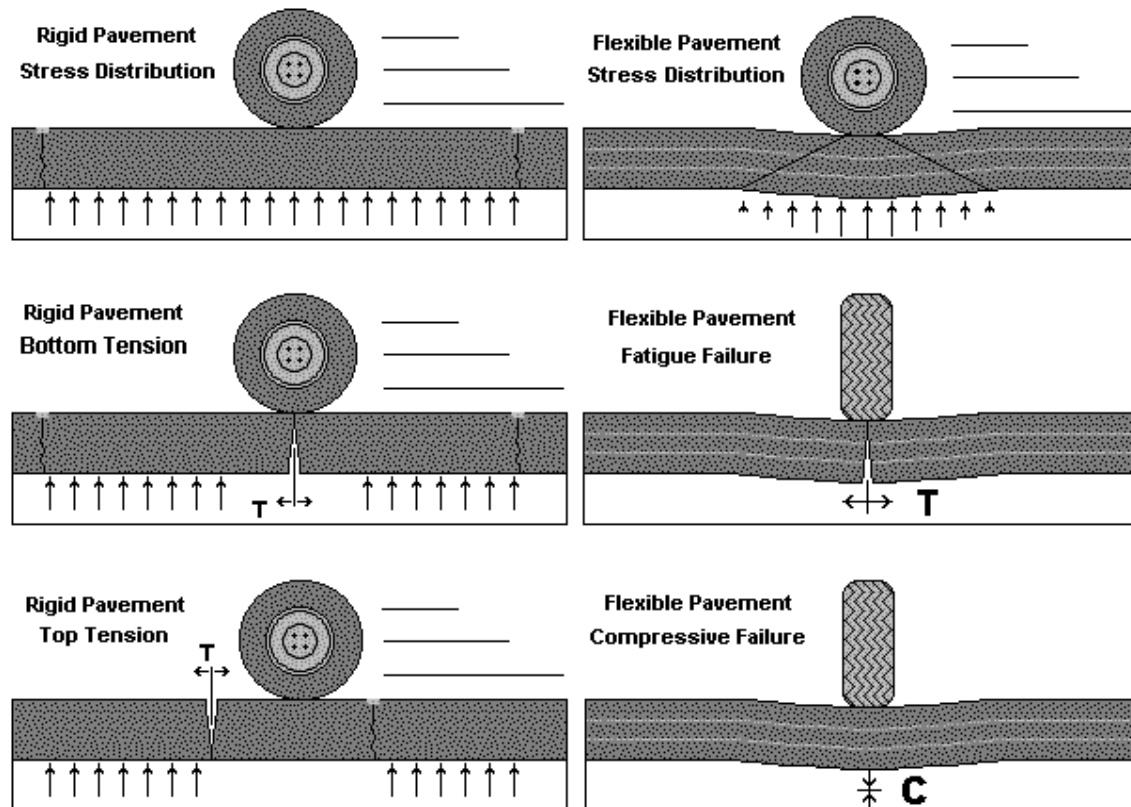 Rigid Pavement
Stress Distribution
Flexible Pavement
Stress Distribution
Rigid Pavement
Bottom Tension
T
Flexible Pavement
Fatigue Failure
T
Rigid Pavement
Top Tension
T
Flexible Pavement
Compressive Failure
C